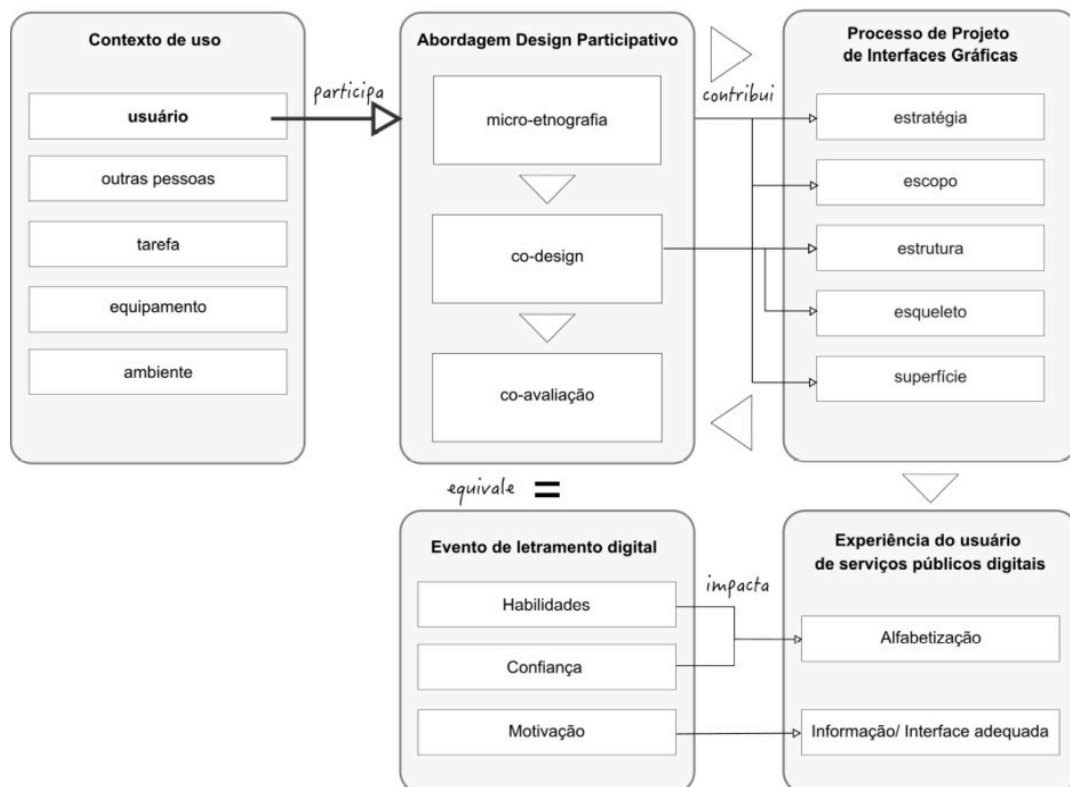 Contexto de uso
usuário
outras pessoas
tarefa
equipamento
ambiente
participa
Abordagem Design Participativo
micro-etnografia
co-design
co-avaliação
contribui
Processo de Projeto
de Interfaces Gráficas
estratégia
escopo
estrutura
esqueleto
superfície
equivale =
Evento de letramento digital
Habilidades
Confiança
Motivação
impacta
Experiência do usuário
de serviços públicos digitais
Alfabetização
Informação/ Interface adequada